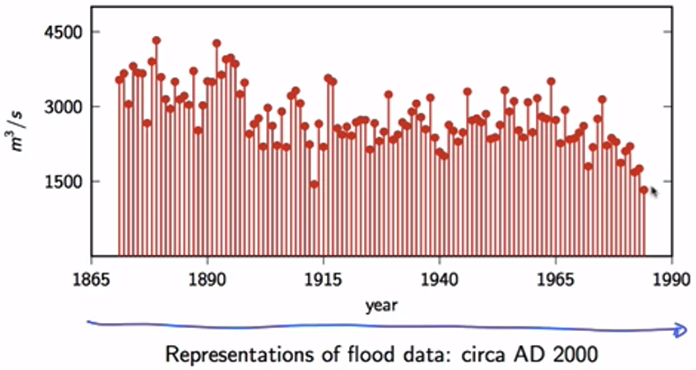 4500
3000
m³/s
1500
1865 1890 1915 1940 1965 1990
year
Representations of flood data: circa AD 2000